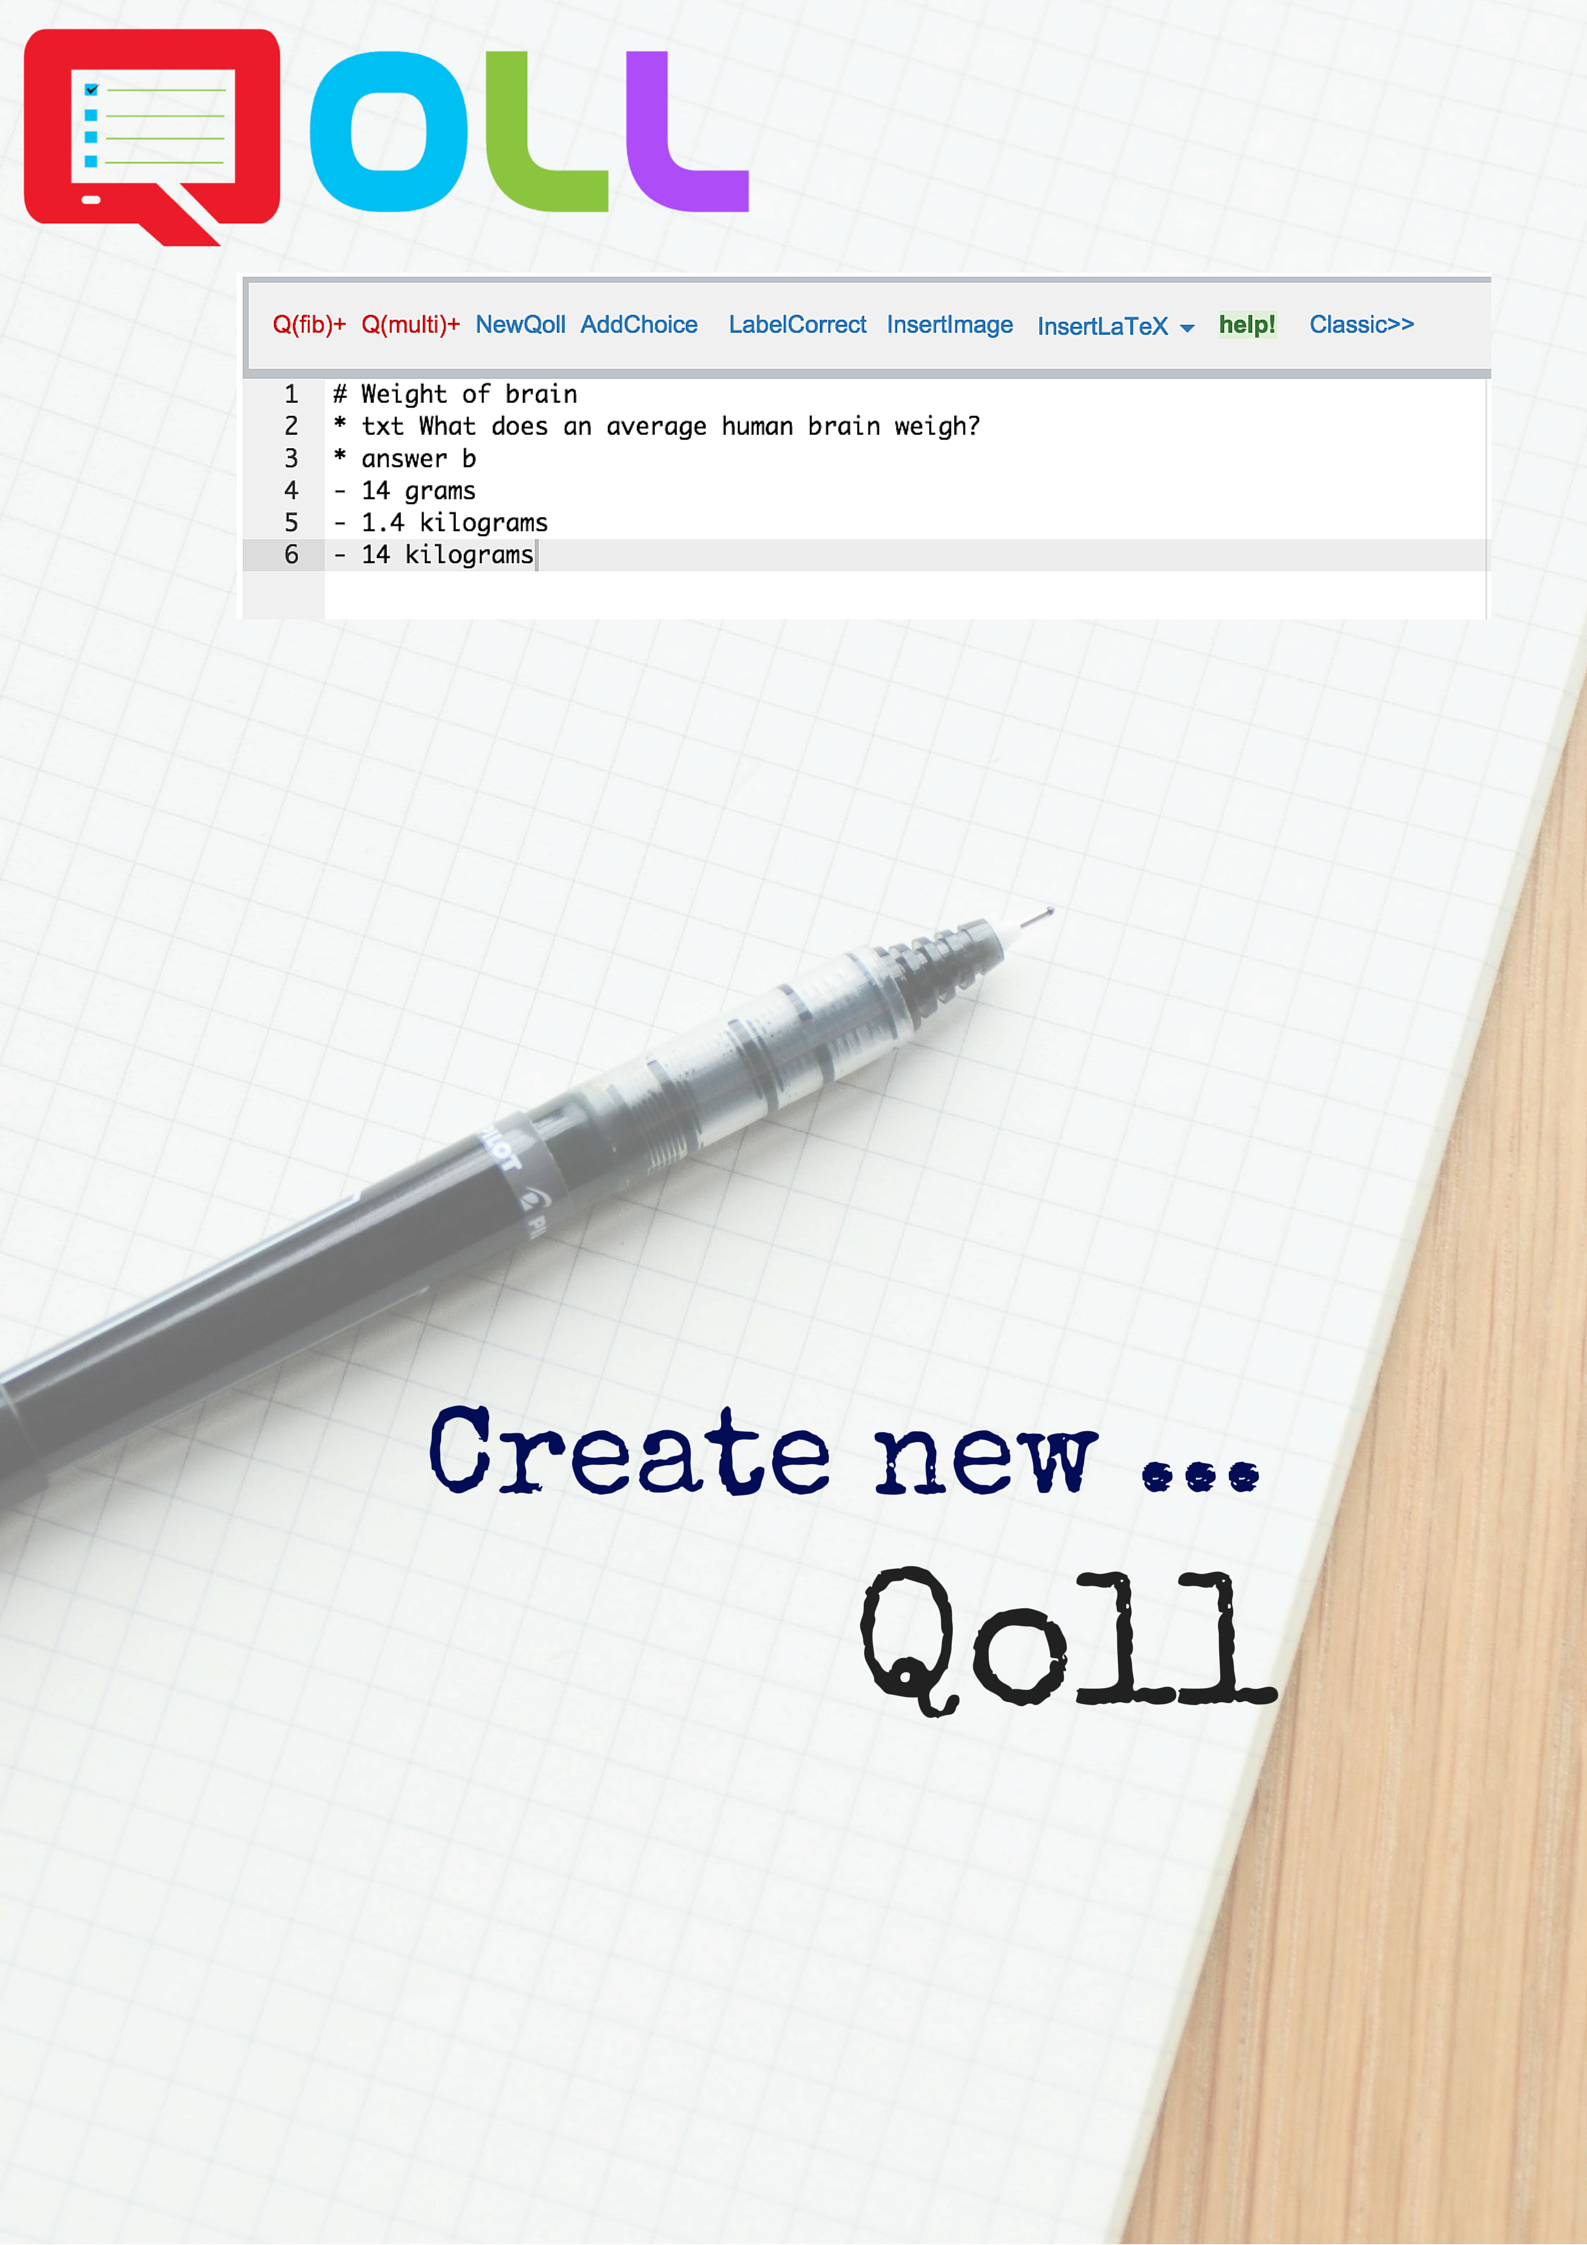 QOLL
Q(fib)+ Q(multi)+ NewQoll AddChoice LabelCorrect InsertImage InsertLaTeX help! Classic>>
1 # Weight of brain
2 * txt What does an average human brain weigh?
3 * answer b
4 - 14 grams
5 - 1.4 kilograms
6 - 14 kilograms
PILOT
Create new ...
Qoll